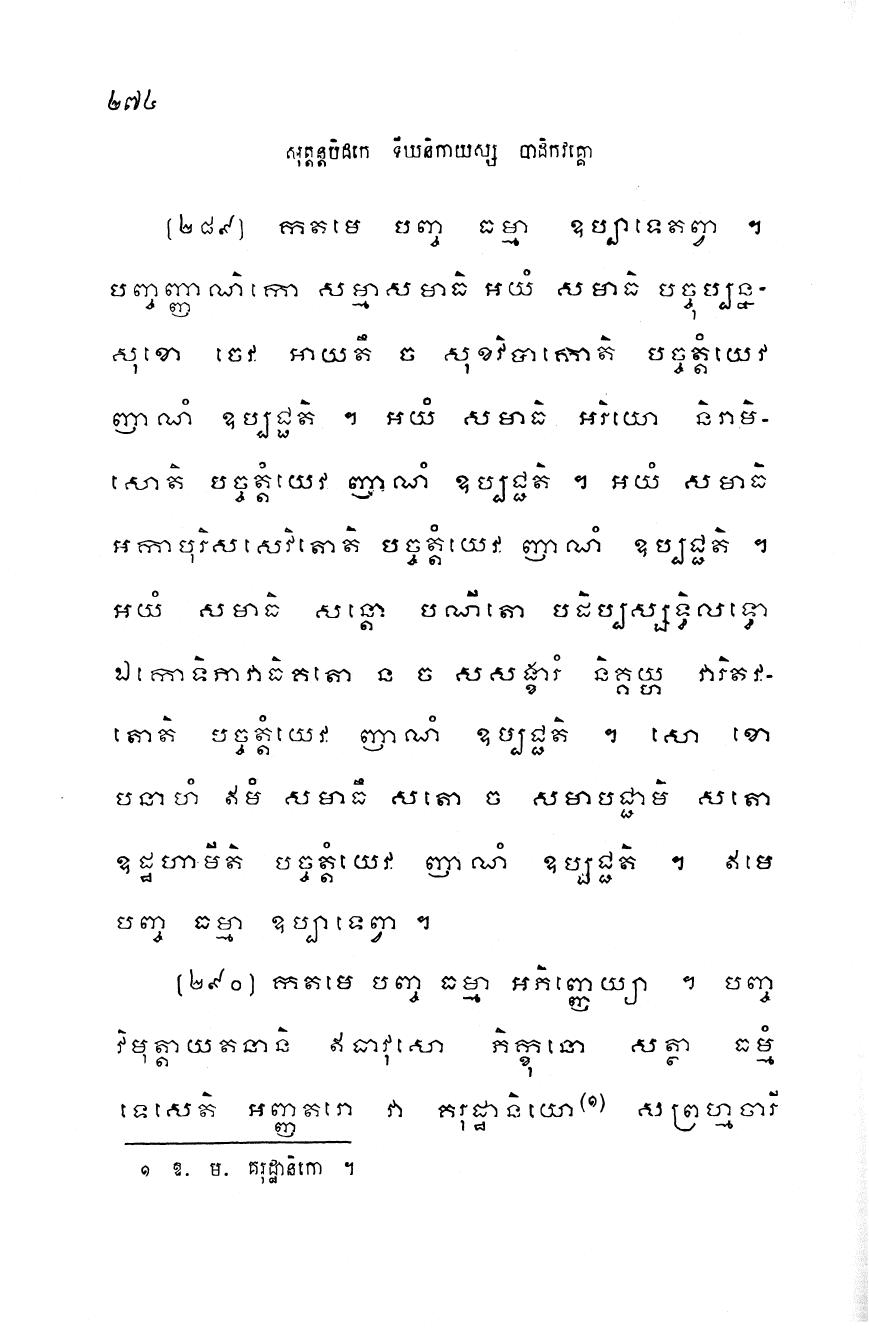 ២៧៤
សុត្តន្តបិដកេ ទីឃនិកាយស្ស បាដិកវគ្គោ
[២៨៩] កតមេ បញ្ច ធម្មា ឧប្បាទេតព្វា ។
បញ្ចញ្ញាណិកោ សម្មាសមាធិ អយំ សមាធិ បច្ចុប្បន្ន-
សុខោ ចេវ អាយតឹ ច សុខវិបាកោតិ បច្ចត្តំយេវ
ញាណំ ឧប្បជ្ជតិ ។ អយំ សមាធិ អរិយោ និរាមិ-
សោតិ បច្ចត្តំយេវ ញាណំ ឧប្បជ្ជតិ ។ អយំ សមាធិ
អកាបុរិសសេវិតោតិ បច្ចត្តំយេវ ញាណំ ឧប្បជ្ជតិ ។
អយំ សមាធិ សន្តោ បណីតោ បដិប្បស្សទ្ធិលទ្ធោ
ឯកោទិភាវាធិគតោ ន ច សសង្ខារំ និគ្គយ្ហ វារិតវ-
តោតិ បច្ចត្តំយេវ ញាណំ ឧប្បជ្ជតិ ។ សោ ខោ
បនាហំ ឥមំ សមាធឹ សតោ ច សមាបជ្ជាមិ សតោ
ឧដ្ឋហាមីតិ បច្ចត្តំយេវ ញាណំ ឧប្បជ្ជតិ ។ ឥមេ
បញ្ច ធម្មា ឧប្បាទេព្វា ។
[២៩០] កតមេ បញ្ច ធម្មា អភិញ្ញេយ្យា ។ បញ្ច
វិមុត្តាយតនានិ ឥធាវុសោ ភិក្ខុនោ សត្ថា ធម្មំ
ទេសេតិ អញ្ញតរោ វា គរុដ្ឋានិយោ(១) សព្រហ្មចារី
១ ឱ. ម. គរុដ្ឋានិកោ ។